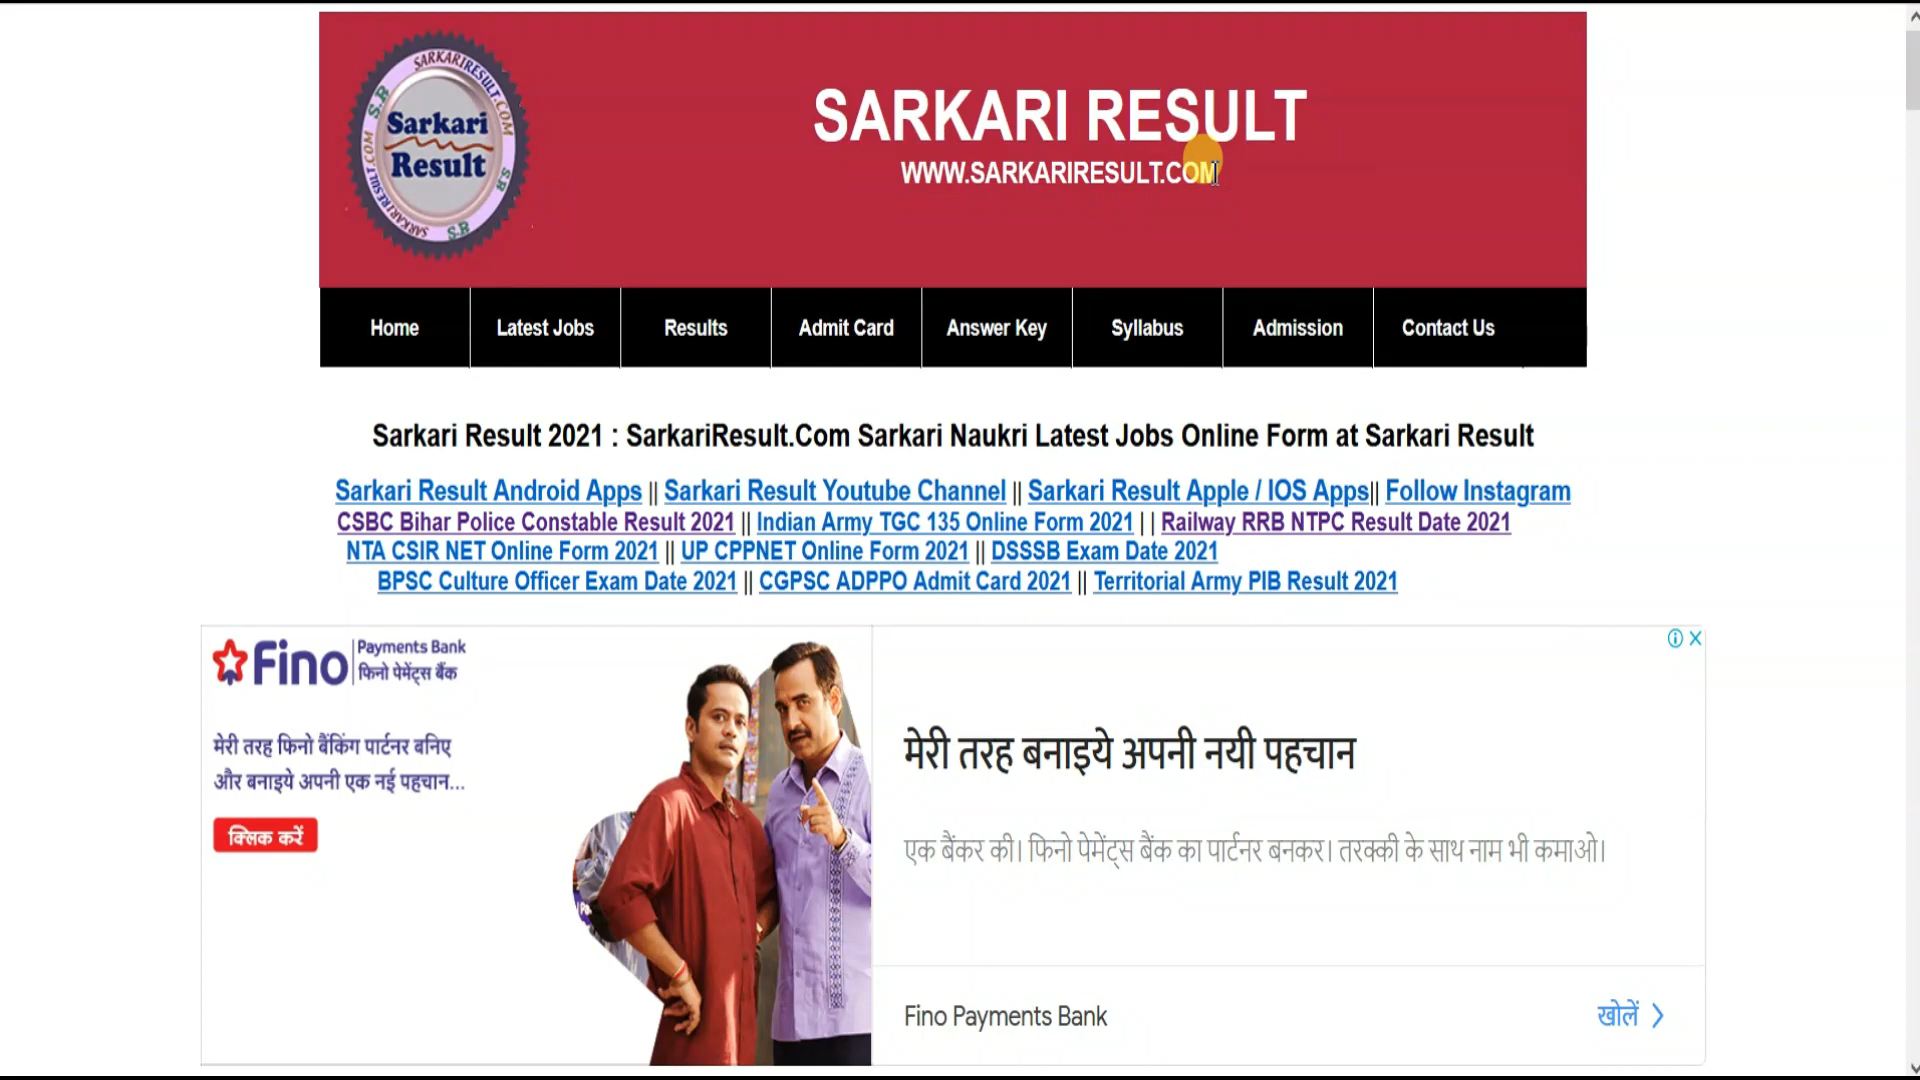 SARKARIRESULT.COM
S.R
Sarkari
Result
SARKARIRESULT.COM
S.R
S.R
SARKARI RESULT
WWW.SARKARIRESULT.COM
Home Latest Jobs Results Admit Card Answer Key Syllabus Admission Contact Us
Sarkari Result 2021 : SarkariResult.Com Sarkari Naukri Latest Jobs Online Form at Sarkari Result
Sarkari Result Android Apps || Sarkari Result Youtube Channel || Sarkari Result Apple / IOS Apps|| Follow Instagram
CSBC Bihar Police Constable Result 2021 || Indian Army TGC 135 Online Form 2021 | | Railway RRB NTPC Result Date 2021
NTA CSIR NET Online Form 2021 || UP CPPNET Online Form 2021 || DSSSB Exam Date 2021
BPSC Culture Officer Exam Date 2021 || CGPSC ADPPO Admit Card 2021 || Territorial Army PIB Result 2021
Fino Payments Bank
फिनो पेमेंट्स बैंक
मेरी तरह फिनो बैंकिंग पार्टनर बनिए
और बनाइये अपनी एक नई पहचान...
क्लिक करें
मेरी तरह बनाइये अपनी नयी पहचान
एक बैंकर की। फिनो पेमेंट्स बैंक का पार्टनर बनकर। तरक्की के साथ नाम भी कमाओ।
Fino Payments Bank
खोलें